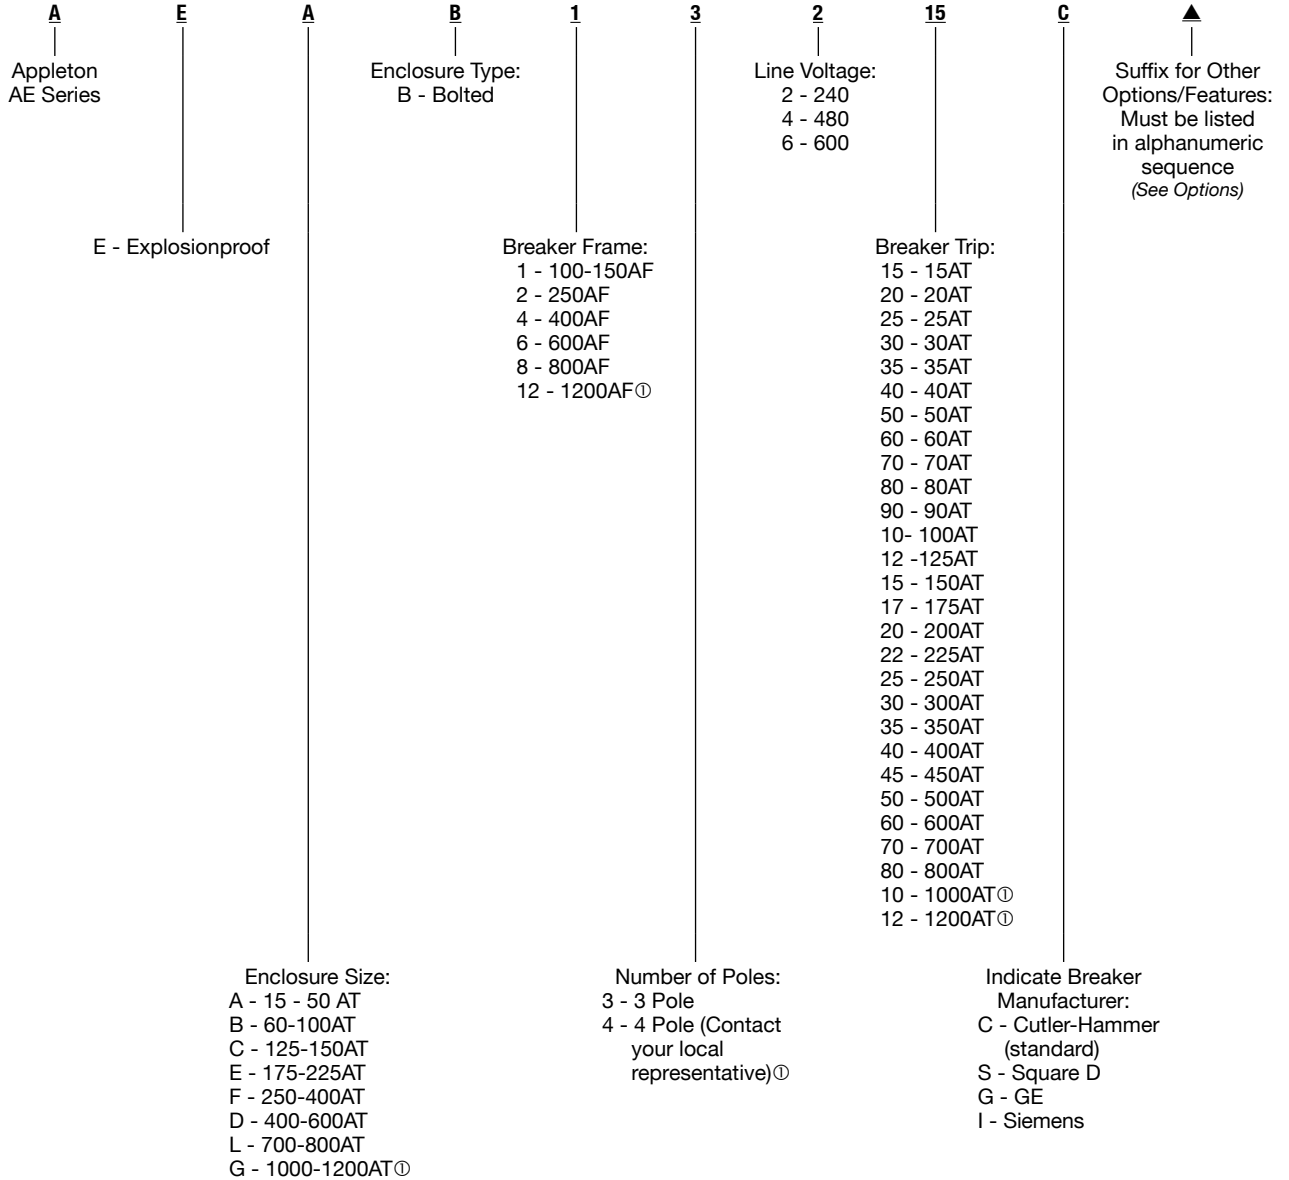 A E A B 1 3 2 15 C ▲
Appleton
AE Series
Enclosure Type:
B - Bolted
Line Voltage:
2 - 240
4 - 480
6 - 600
Suffix for Other
Options/Features:
Must be listed
in alphanumeric
sequence
(See Options)
E - Explosionproof
Breaker Frame:
1 - 100-150AF
2 - 250AF
4 - 400AF
6 - 600AF
8 - 800AF
12 - 1200AF①
Breaker Trip:
15 - 15AT
20 - 20AT
25 - 25AT
30 - 30AT
35 - 35AT
40 - 40AT
50 - 50AT
60 - 60AT
70 - 70AT
80 - 80AT
90 - 90AT
10- 100AT
12 -125AT
15 - 150AT
17 - 175AT
20 - 200AT
22 - 225AT
25 - 250AT
30 - 300AT
35 - 350AT
40 - 400AT
45 - 450AT
50 - 500AT
60 - 600AT
70 - 700AT
80 - 800AT
10 - 1000AT①
12 - 1200AT①
Enclosure Size:
A - 15 - 50 AT
B - 60-100AT
C - 125-150AT
E - 175-225AT
F - 250-400AT
D - 400-600AT
L - 700-800AT
G - 1000-1200AT①
Number of Poles:
3 - 3 Pole
4 - 4 Pole (Contact
your local
representative)①
Indicate Breaker
Manufacturer:
C - Cutler-Hammer
(standard)
S - Square D
G - GE
I - Siemens